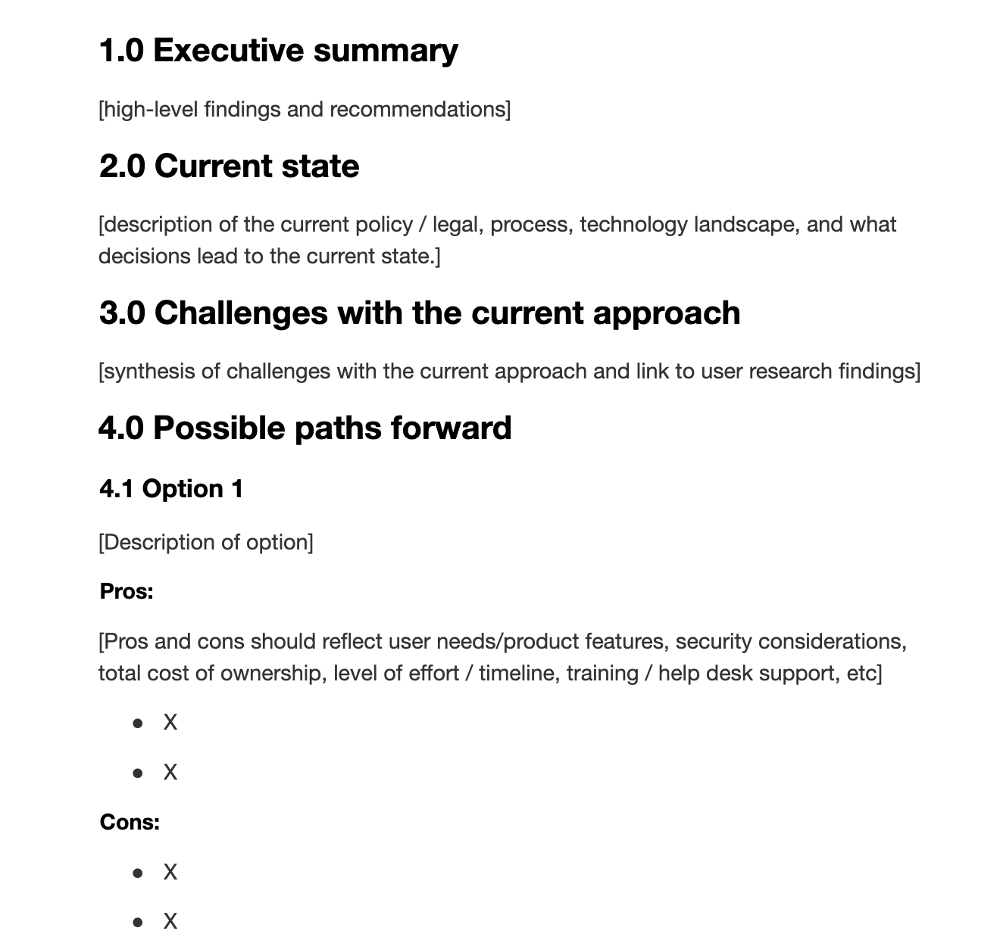 1.0 Executive summary
[high-level findings and recommendations]
2.0 Current state
[description of the current policy / legal, process, technology landscape, and what
decisions lead to the current state.]
3.0 Challenges with the current approach
[synthesis of challenges with the current approach and link to user research findings]
4.0 Possible paths forward
4.1 Option 1
[Description of option]
Pros:
[Pros and cons should reflect user needs/product features, security considerations,
total cost of ownership, level of effort / timeline, training / help desk support, etc]
● X
● X
Cons:
● X
● X